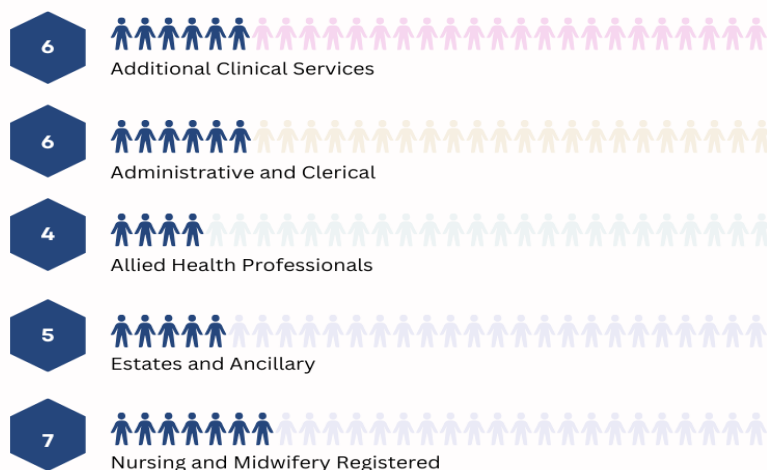 6
Additional Clinical Services
6
Administrative and Clerical
4
Allied Health Professionals
5
Estates and Ancillary
7
Nursing and Midwifery Registered